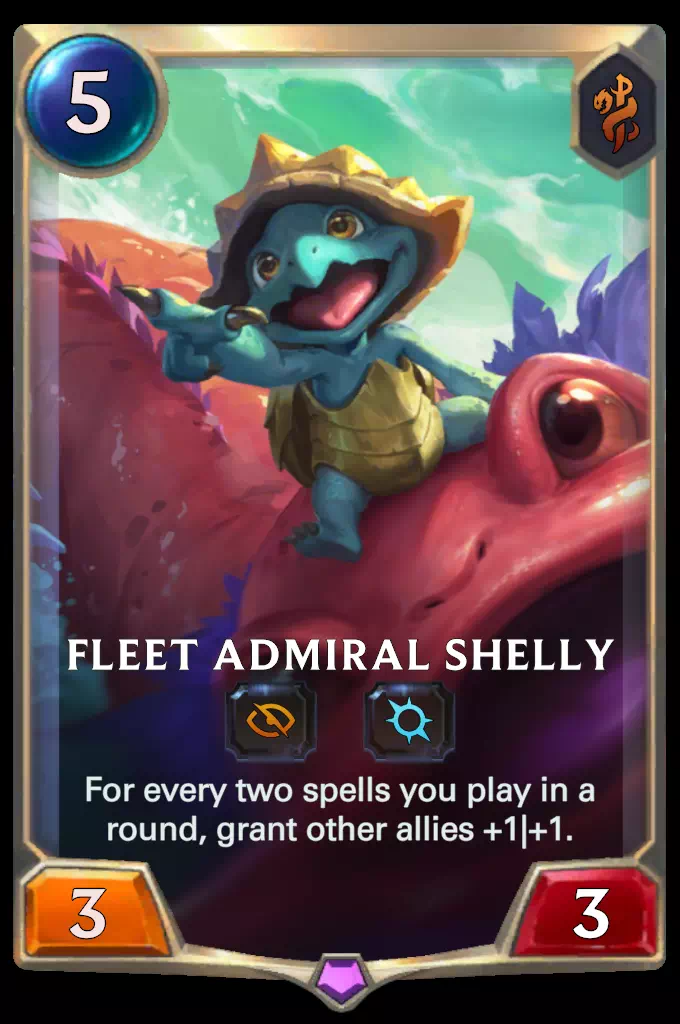 5
FLEET ADMIRAL SHELLY
For every two spells you play in a
round, grant other allies +1|+1.
3
3